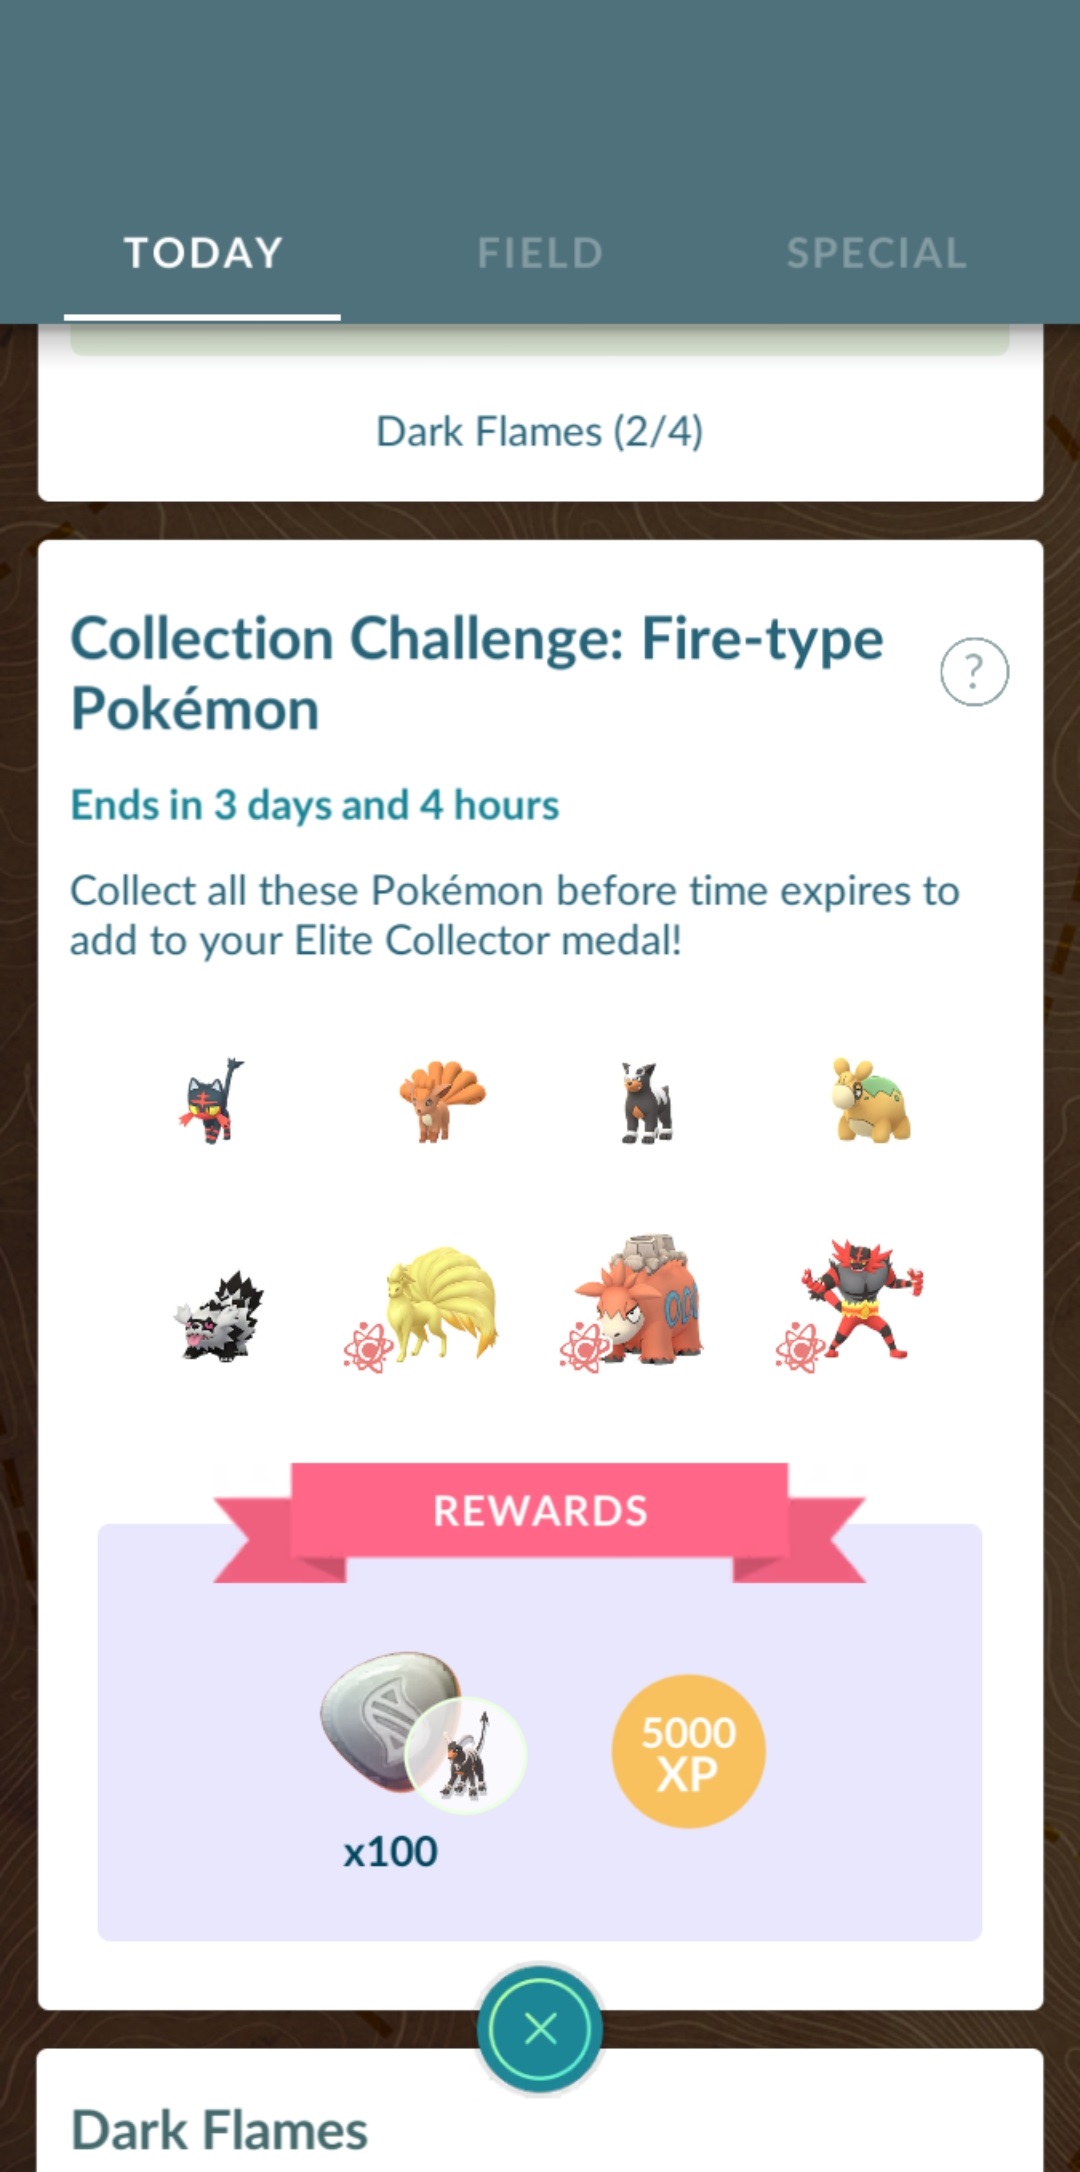 TODAY
FIELD
SPECIAL
Dark Flames (2/4)
Collection Challenge: Fire-type
Pokémon
?
Ends in 3 days and 4 hours
Collect all these Pokémon before time expires to
add to your Elite Collector medal!
REWARDS
5000
XP
x100
Dark Flames